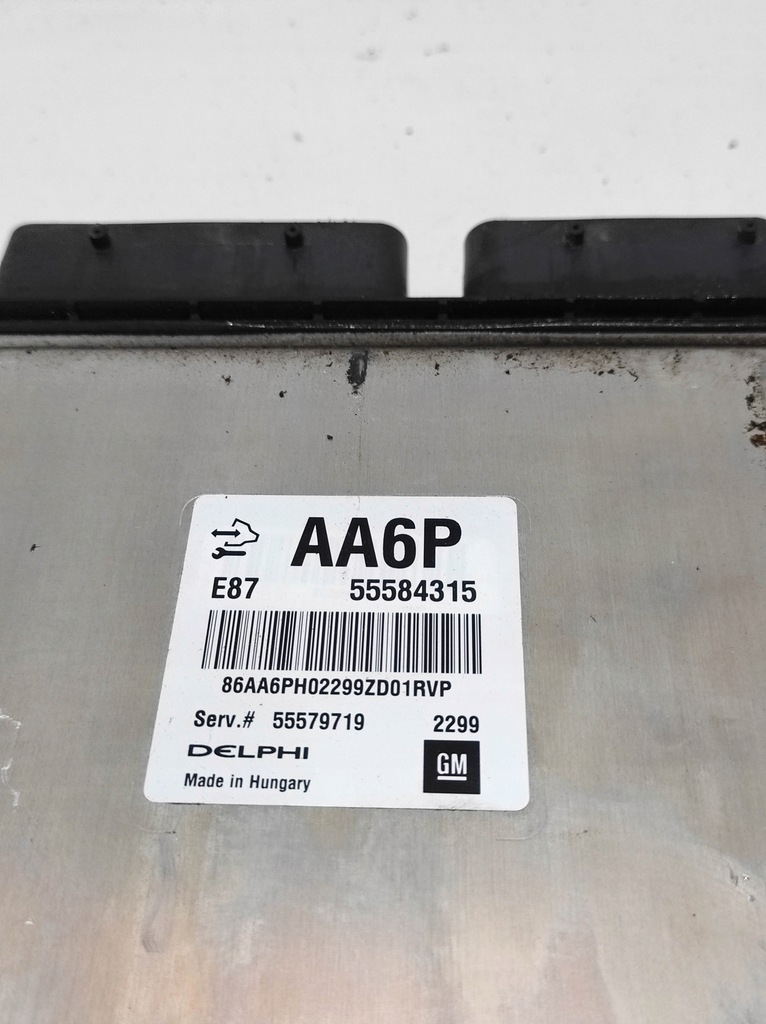 AA6P
E87 55584315
86AA6PH02299ZD01RVP
Serv.# 55579719 2299
DELPHI
GM
Made in Hungary